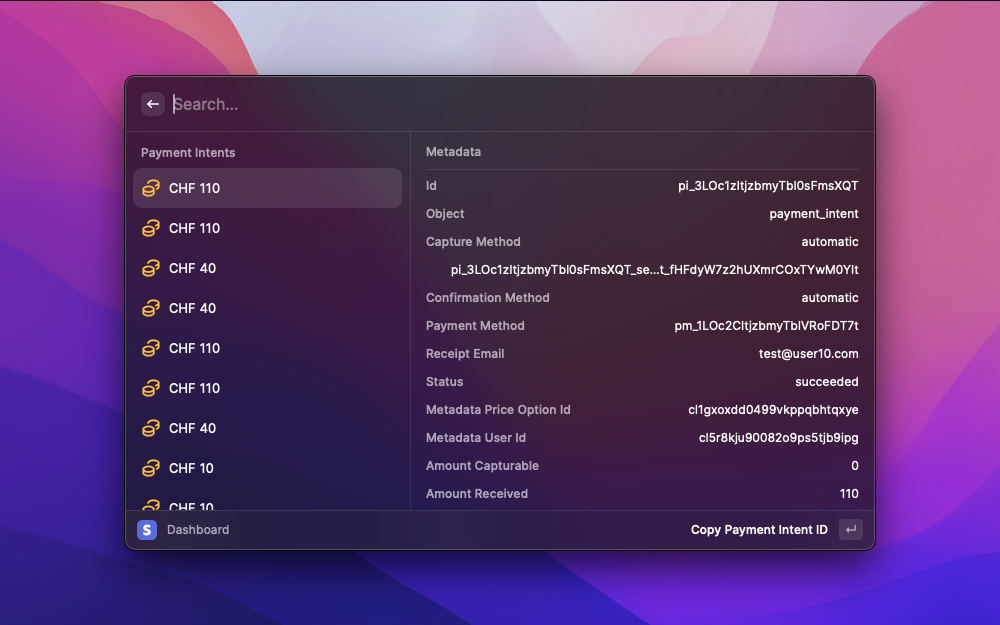 Search...
Payment Intents
CHF 110
CHF 110
CHF 40
CHF 40
CHF 110
CHF 110
CHF 40
CHF 10
CHF 10
Metadata
Id pi_3LOc1zItjzbmyTbl0sFmsXQT
Object payment_intent
Capture Method automatic
pi_3LOc1zItjzbmyTbl0sFmsXQT_se...t_fHFdyW7z2hUXmrCOxTYwM0Ylt
Confirmation Method automatic
Payment Method pm_1LOc2CItjzbmyTblVRoFDT7t
Receipt Email test@user10.com
Status succeeded
Metadata Price Option Id cl1gxoxdd0499vkppqbhtqxye
Metadata User Id cl5r8kju90082o9ps5tjb9ipg
Amount Capturable 0
Amount Received 110
S Dashboard
Copy Payment Intent ID